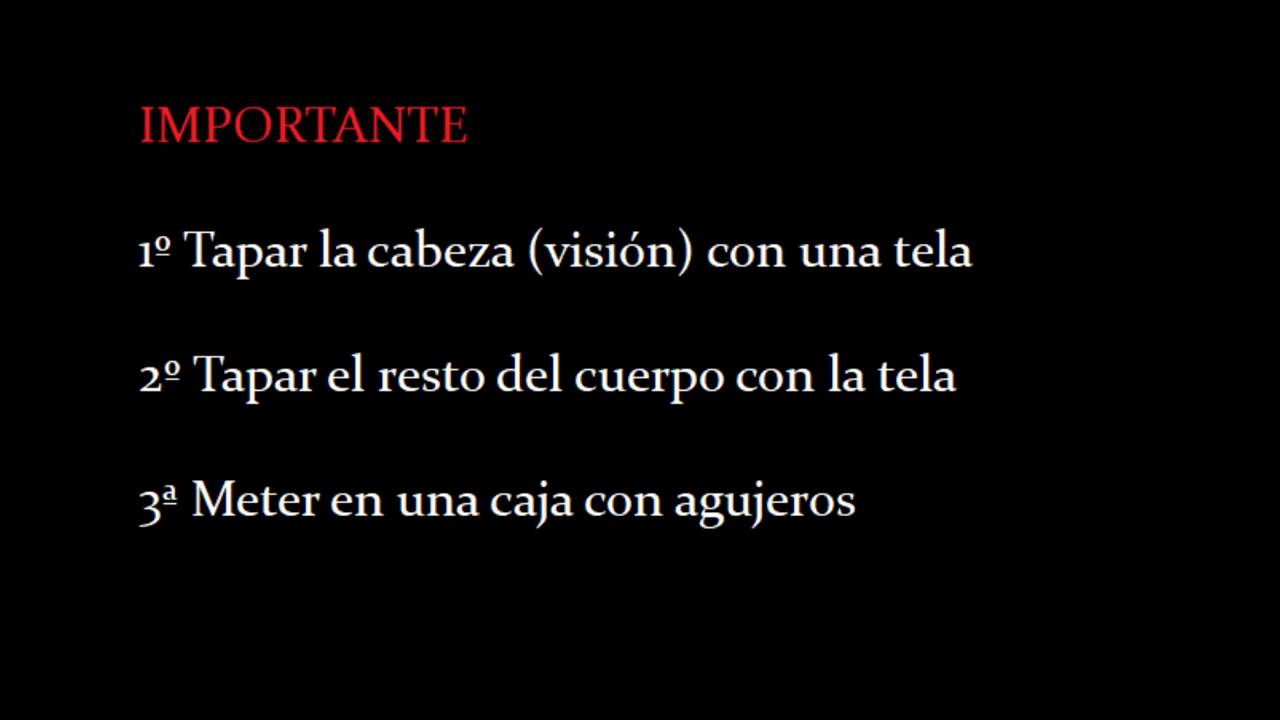 IMPORTANTE
1º Tapar la cabeza (visión) con una tela
2º Tapar el resto del cuerpo con la tela
3ª Meter en una caja con agujeros